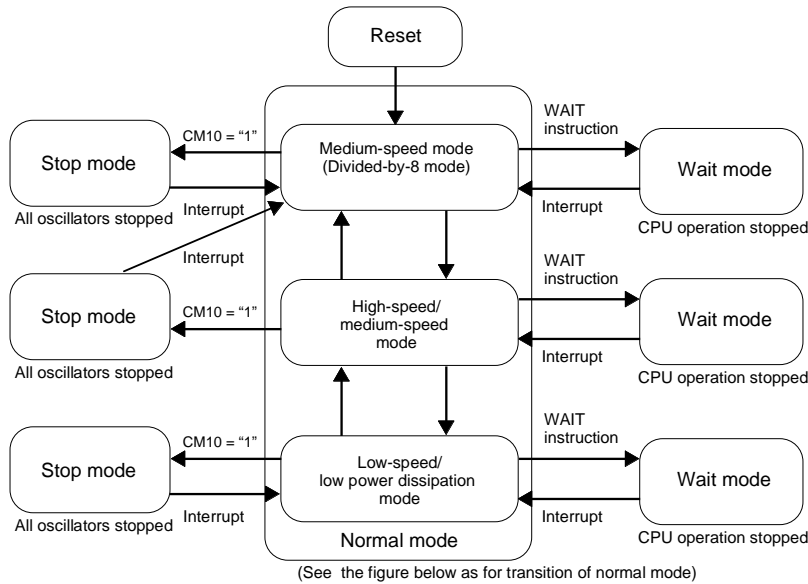 Reset
Medium-speed mode
(Divided-by-8 mode)
CM10 = “1”
Stop mode
Interrupt
All oscillators stopped
WAIT
instruction
Wait mode
Interrupt
CPU operation stopped
Interrupt
High-speed/
medium-speed
mode
CM10 = “1”
Stop mode
All oscillators stopped
WAIT
instruction
Wait mode
Interrupt
CPU operation stopped
Low-speed/
low power dissipation
mode
CM10 = “1”
Stop mode
Interrupt
All oscillators stopped
WAIT
instruction
Wait mode
Interrupt
CPU operation stopped
Normal mode
(See the figure below as for transition of normal mode)